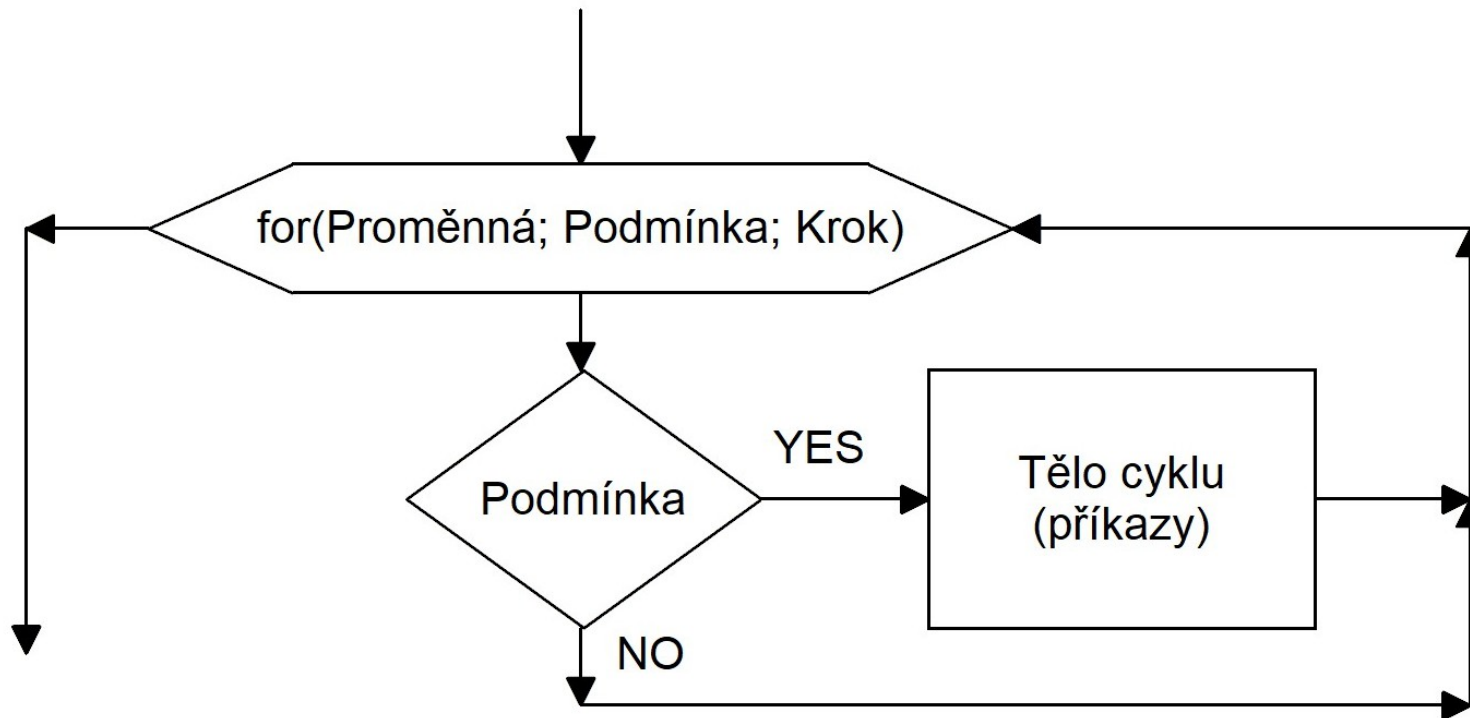 for(Proměnná; Podmínka; Krok)
YES
Podmínka
Tělo cyklu
(příkazy)
NO